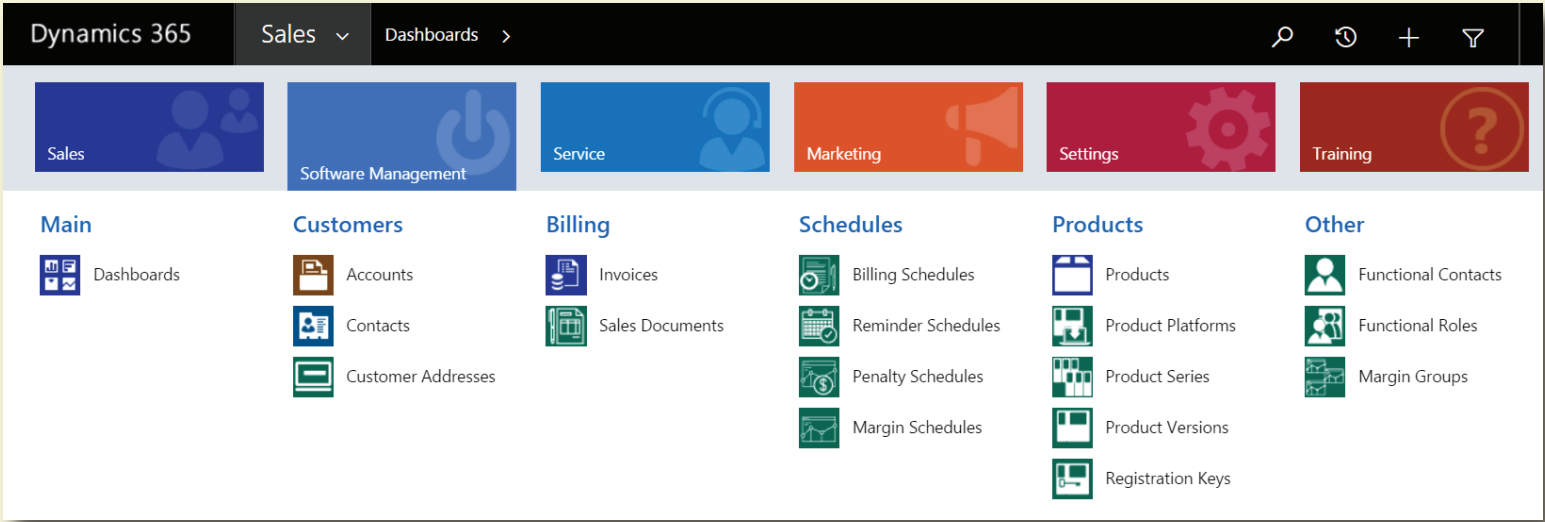 Dynamics 365
Sales
Dashboards
Sales
Software Management
Service
Marketing
Settings
Training
Main
Dashboards
Customers
Accounts
Contacts
Customer Addresses
Billing
Invoices
Sales Documents
Schedules
Billing Schedules
Reminder Schedules
Penalty Schedules
Margin Schedules
Products
Products
Product Platforms
Product Series
Product Versions
Registration Keys
Other
Functional Contacts
Functional Roles
Margin Groups